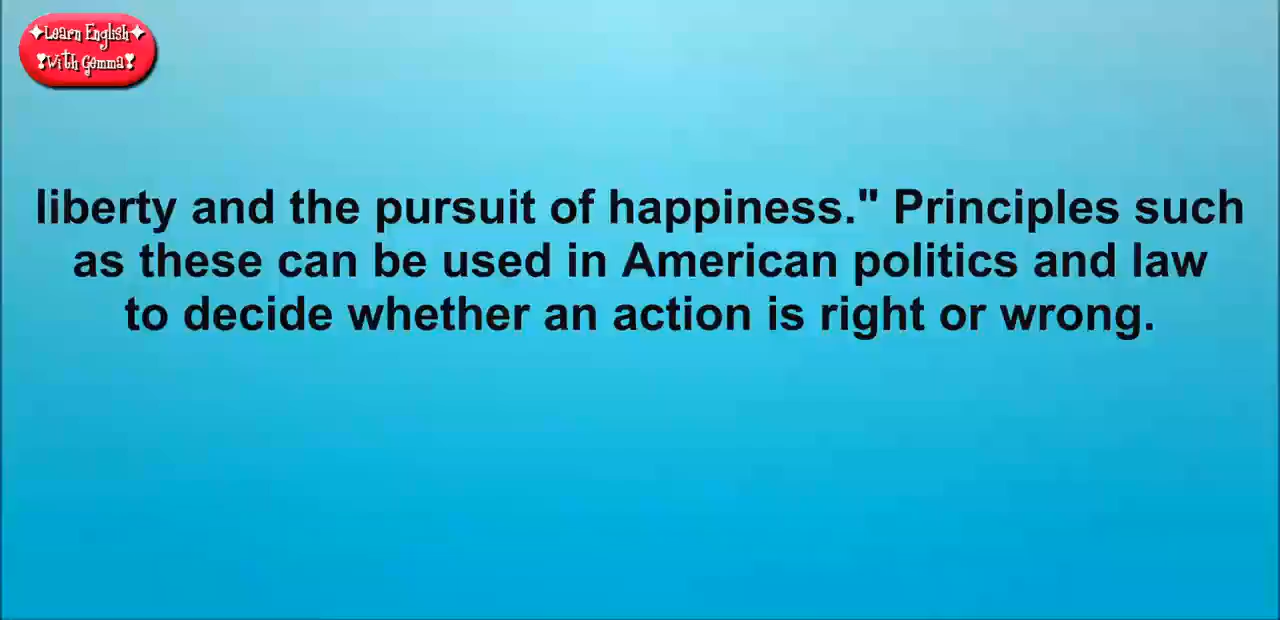 ✦Learn English✦
❣With Gemma❣
liberty and the pursuit of happiness." Principles such
as these can be used in American politics and law
to decide whether an action is right or wrong.